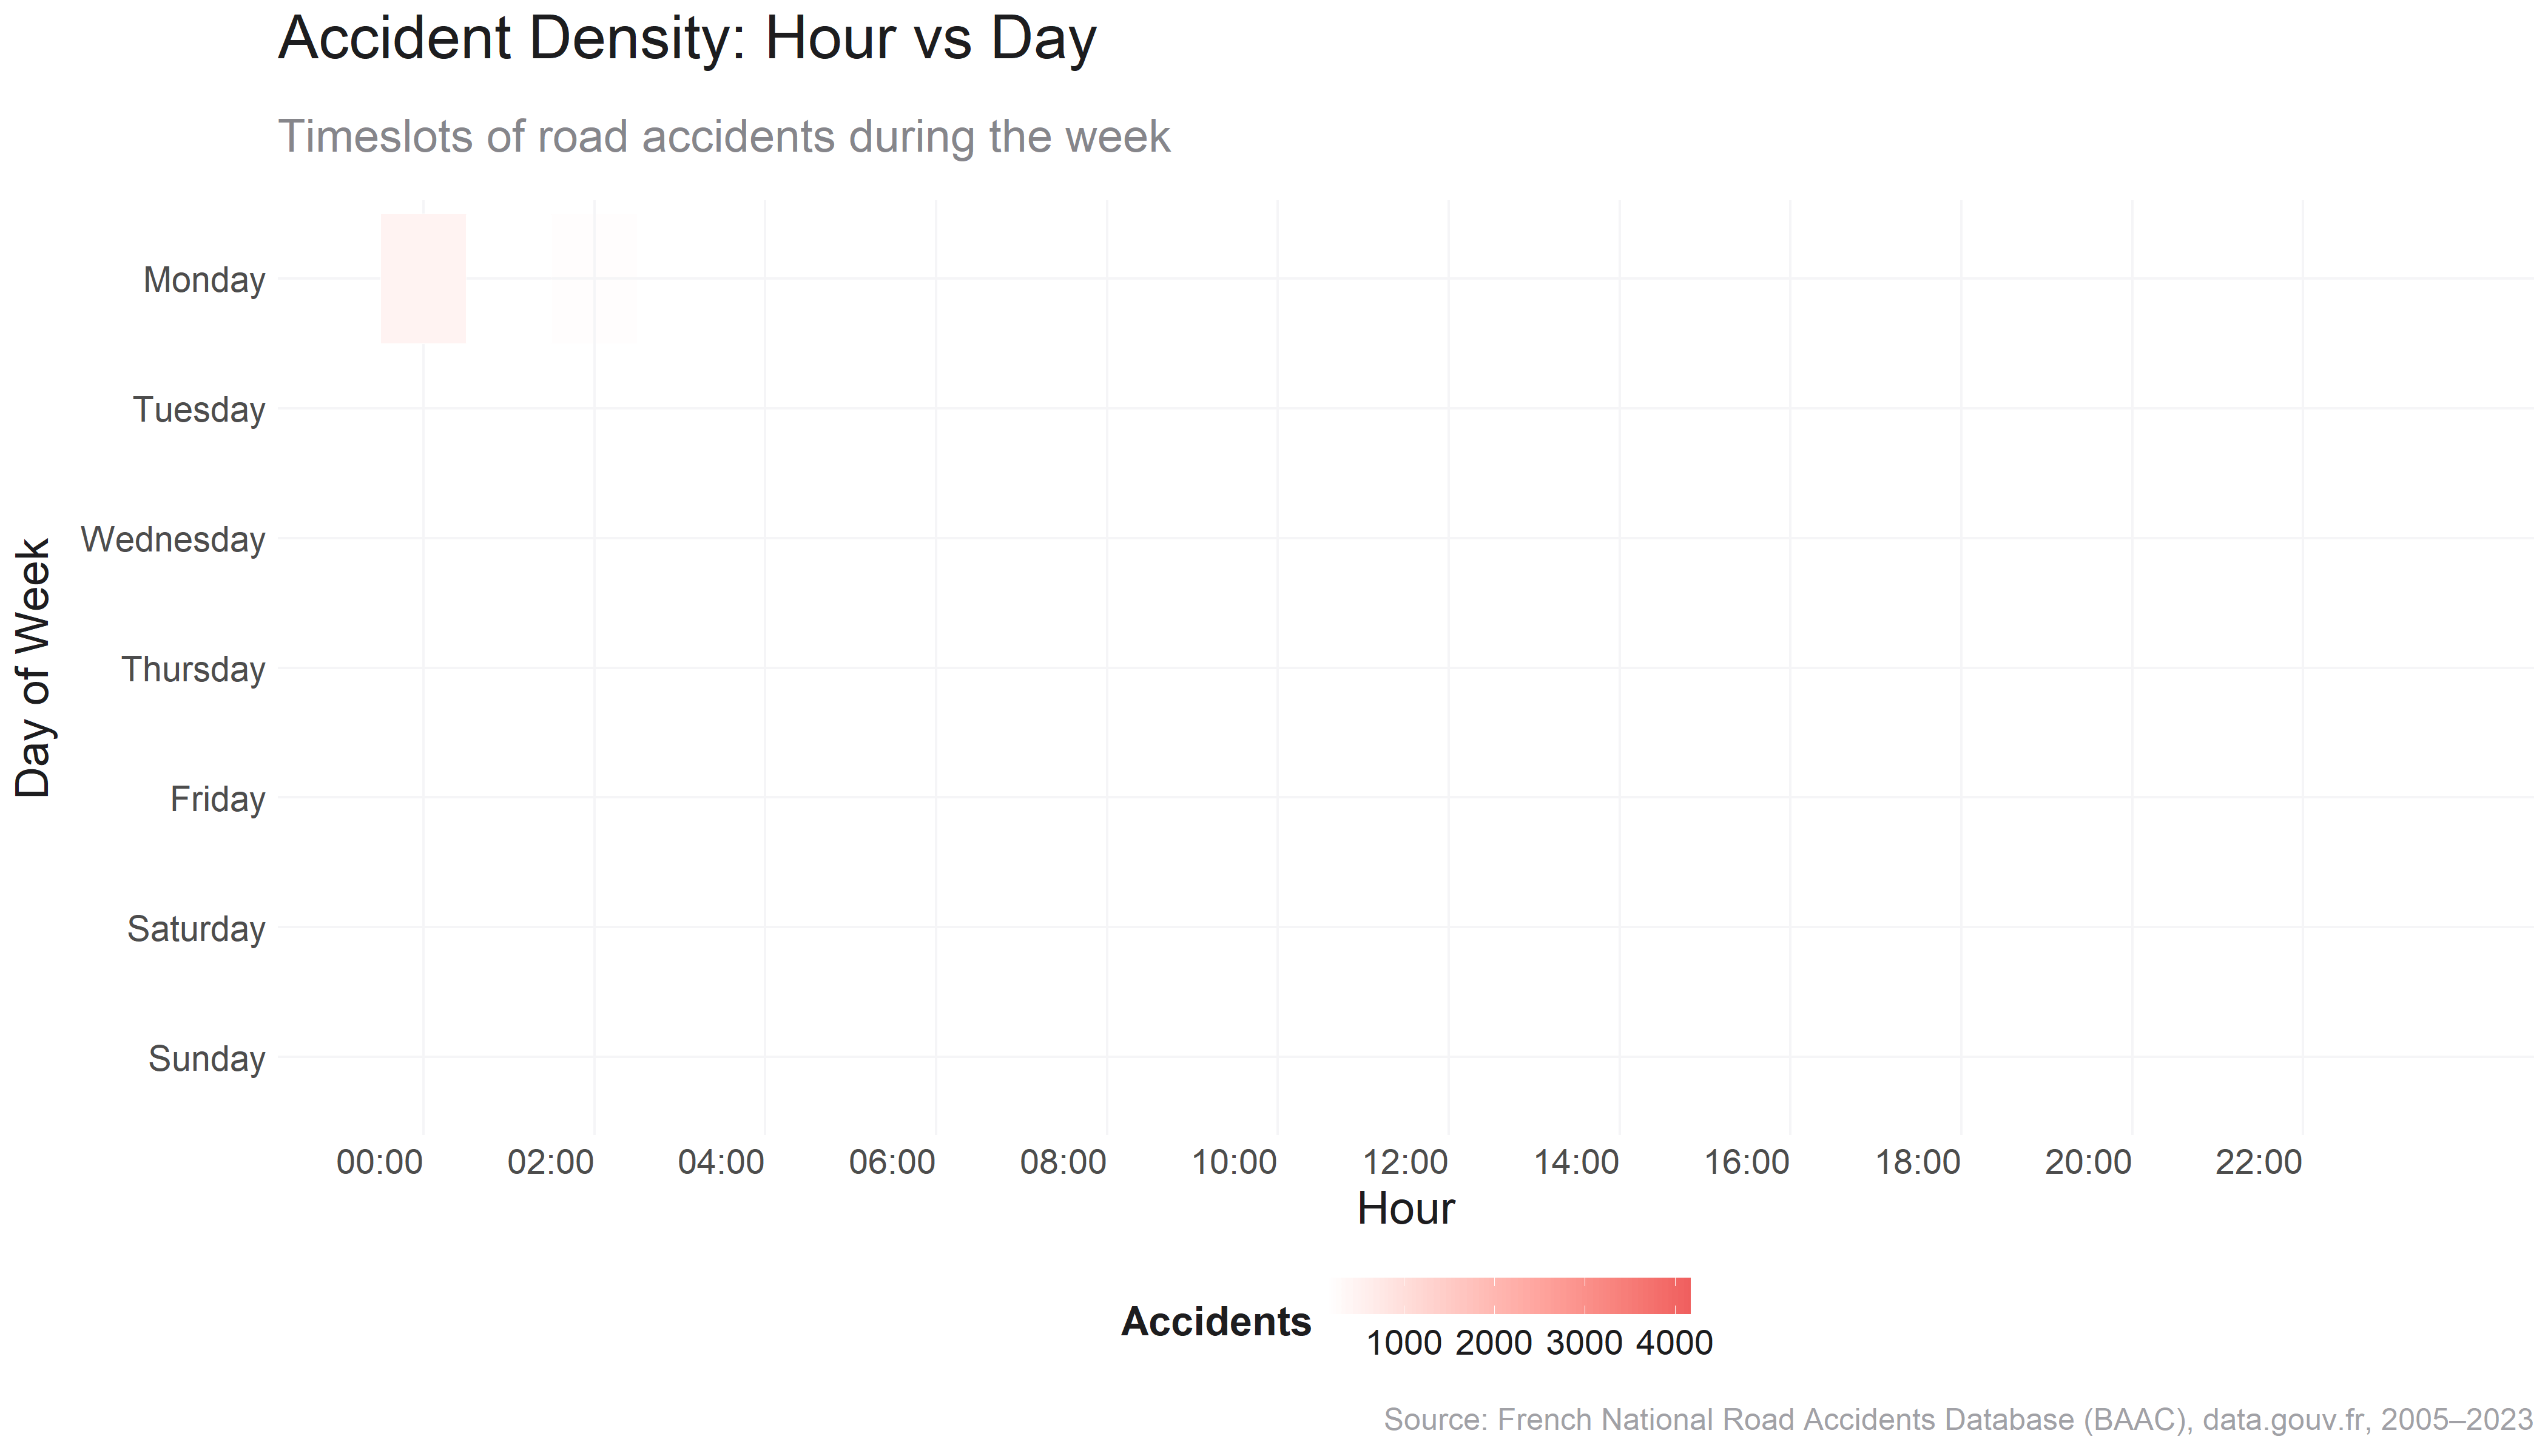 Accident Density: Hour vs Day
Timeslots of road accidents during the week
Day of Week
Monday
Tuesday
Wednesday
Thursday
Friday
Saturday
Sunday
00:00 02:00 04:00 06:00 08:00 10:00 12:00 14:00 16:00 18:00 20:00 22:00
Hour
Accidents
1000 2000 3000 4000
Source: French National Road Accidents Database (BAAC), data.gouv.fr, 2005–2023